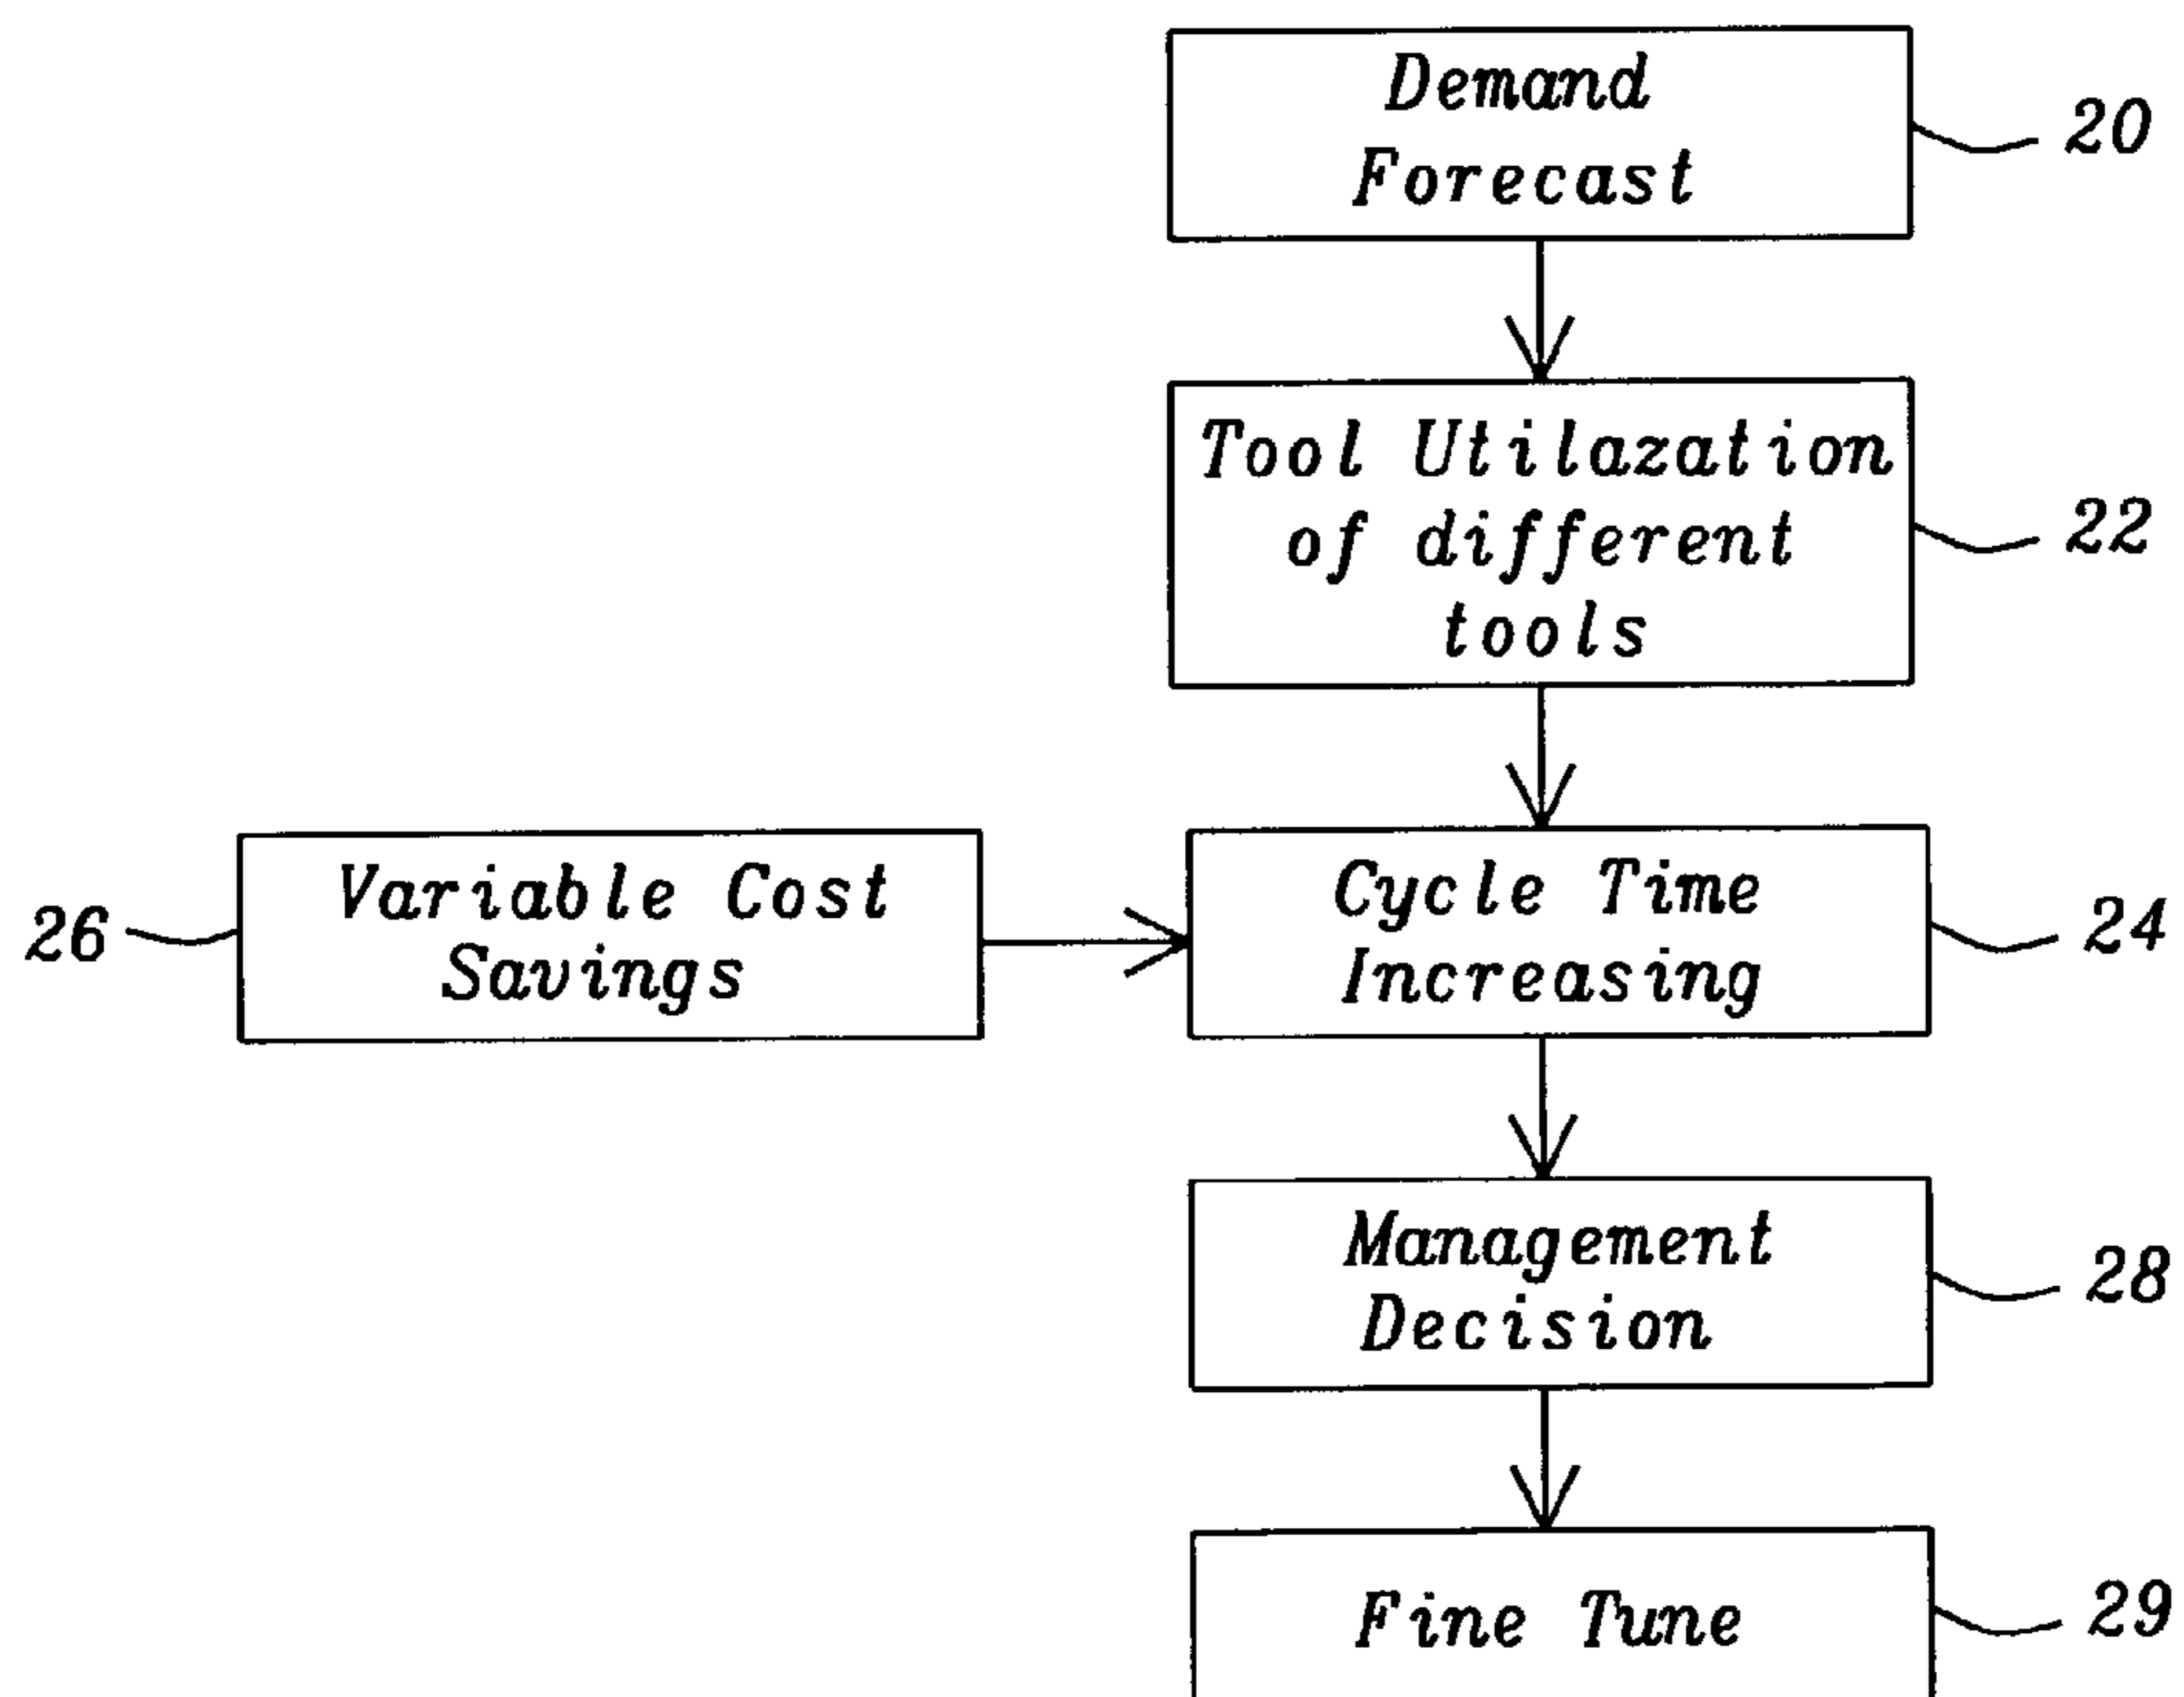 Demand
Forecast
20
Tool Utilazation
of different
tools
22
Variable Cost
Savings
26
Cycle Time
Increasing
24
Management
Decision
28
Fine Tune
29